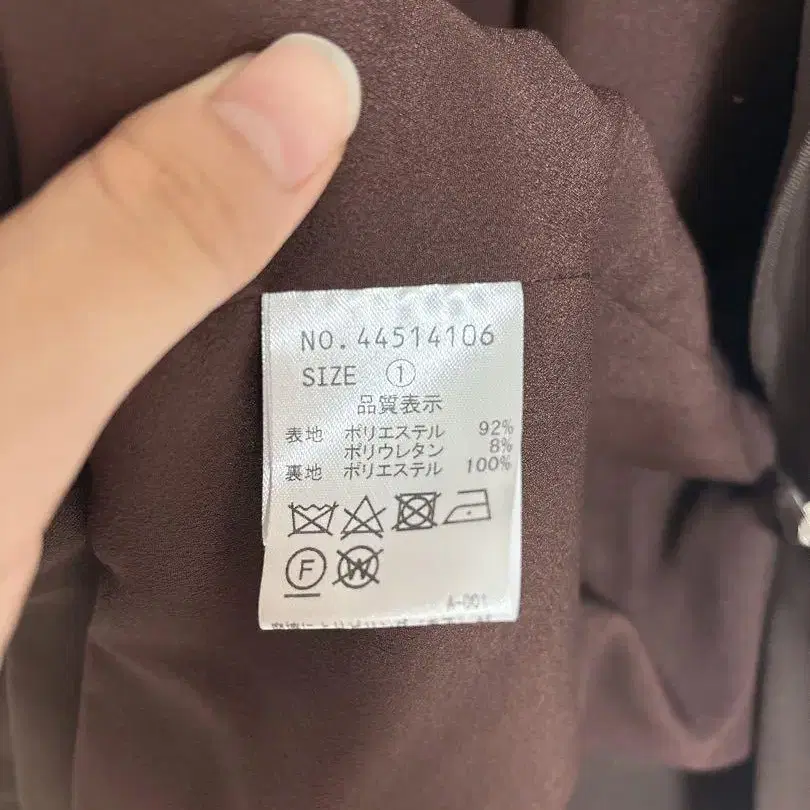 NO.44514106
SIZE ①
品質表示
表地 ポリエステル 92%
ポリウレタン 8%
裏地 ポリエステル 100%
F W
A-001